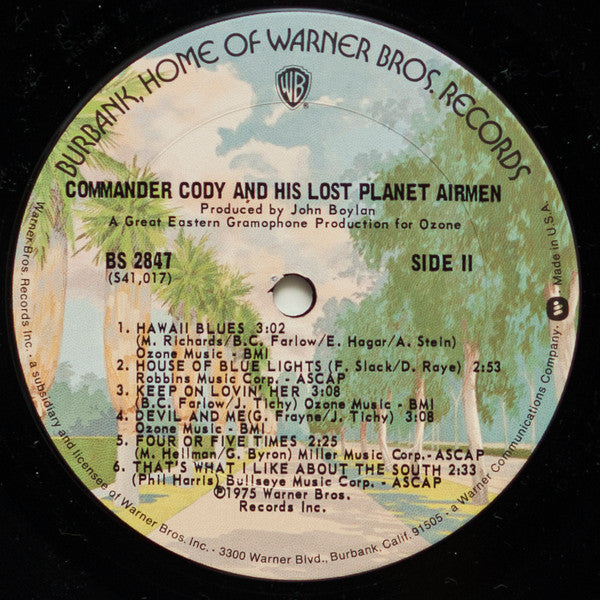 BURBANK, HOME OF WARNER BROS. RECORDS
WB
®
COMMANDER CODY AND HIS LOST PLANET AIRMEN
Produced by John Boylan
A Great Eastern Gramophone Production for Ozone
BS 2847
SIDE II
(S41,017)
1. HAWAII BLUES 3:02
(M. Richards/B.C. Farlow/E. Hagar/A. Stein)
Ozone Music - BMI
2. HOUSE OF BLUE LIGHTS (F. Slack/D. Raye) 2:53
Robbins Music Corp. - ASCAP
3. KEEP ON LOVIN' HER 3:08
(B.C. Farlow/J. Tichy) Ozone Music - BMI
4. DEVIL AND ME(G. Frayne/J. Tichy) 3:08
Ozone Music - BMI
5. FOUR OR FIVE TIMES 2:25
(M. Hellman/G. Byron) Miller Music Corp.- ASCAP
6. THAT'S WHAT I LIKE ABOUT THE SOUTH 2:33
(Phil Harris) Bullseye Music Corp. - ASCAP
℗1975 Warner Bros.
Records Inc.
Warner Bros. Records Inc. · a subsidiary and licensee of Warner Bros. Inc. · 3300 Warner Blvd., Burbank, Calif. 91505 · a Warner Communications Company · Made in U.S.A.